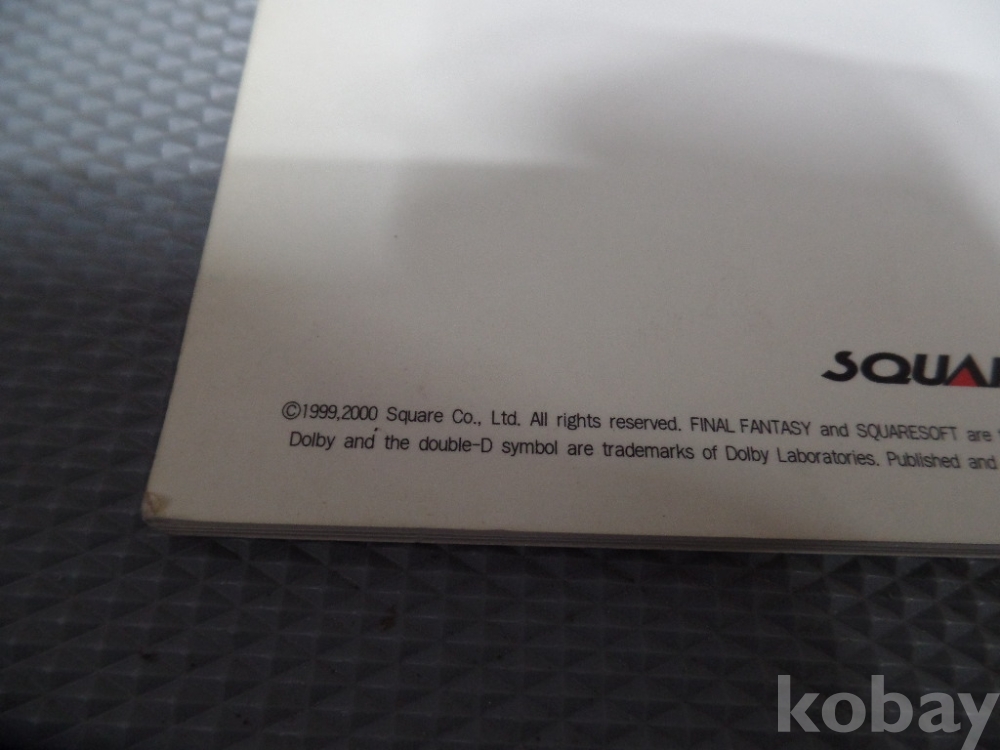 SQUAR
©1999,2000 Square Co., Ltd. All rights reserved. FINAL FANTASY and SQUARESOFT are
Dolby and the double-D symbol are trademarks of Dolby Laboratories. Published and
kobay